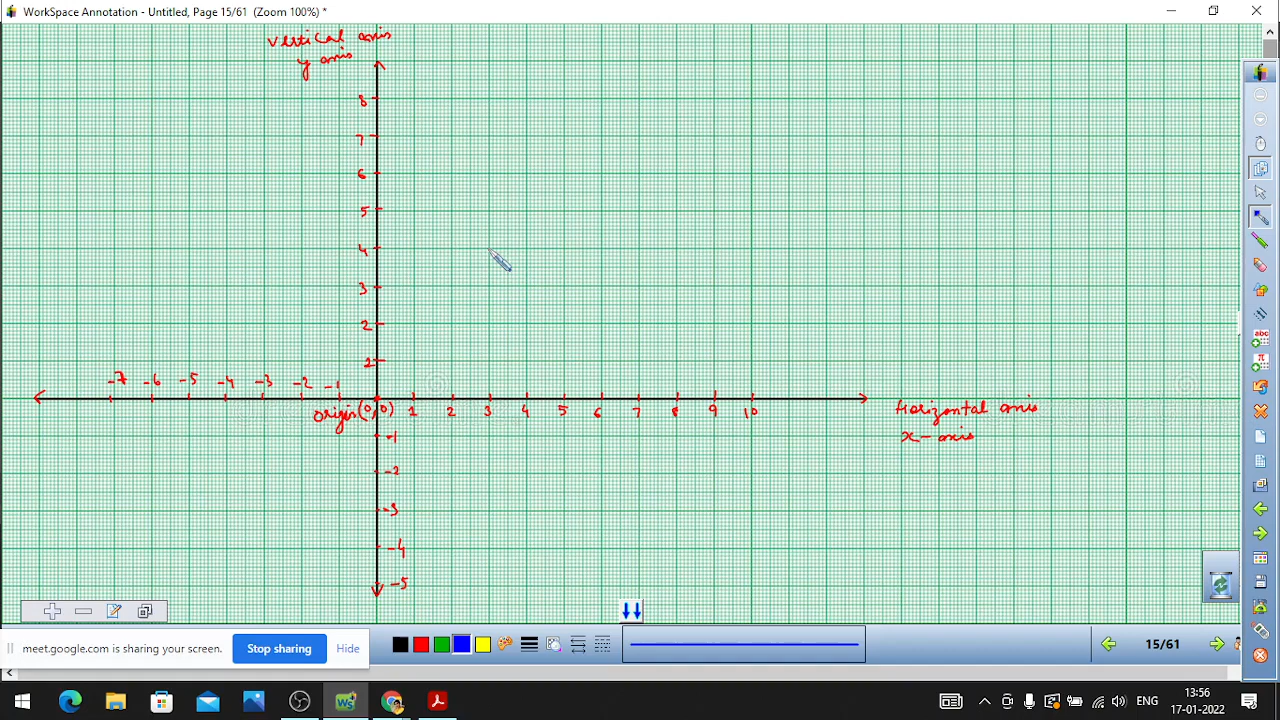 WorkSpace Annotation - Untitled, Page 15/61 (Zoom 100%) *
vertical axis
y axis
8
7
6
5
4
3
2
2
-7 -6 -5 -4 -3 -2 -1
origin (0,0) 1 2 3 4 5 6 7 8 9 10
Horizontal axis
x-axis
-1
-2
-3
-4
-5
meet.google.com is sharing your screen. Stop sharing Hide
15/61
ENG
13:56
17-01-2022